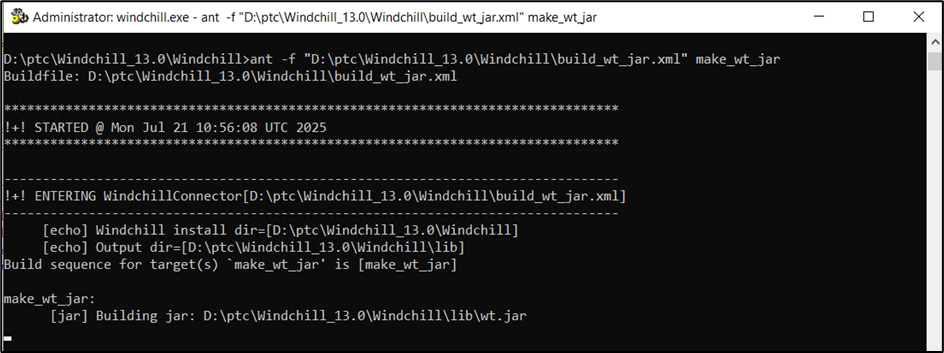 Administrator: windchill.exe - ant -f "D:\ptc\Windchill_13.0\Windchill\build_wt_jar.xml" make_wt_jar
D:\ptc\Windchill_13.0\Windchill>ant -f "D:\ptc\Windchill_13.0\Windchill\build_wt_jar.xml" make_wt_jar
Buildfile: D:\ptc\Windchill_13.0\Windchill\build_wt_jar.xml
******************************************************************************
!+! STARTED @ Mon Jul 21 10:56:08 UTC 2025
******************************************************************************
------------------------------------------------------------------------------
!+! ENTERING WindchillConnector[D:\ptc\Windchill_13.0\Windchill\build_wt_jar.xml]
------------------------------------------------------------------------------
[echo] Windchill install dir=[D:\ptc\Windchill_13.0\Windchill]
[echo] Output dir=[D:\ptc\Windchill_13.0\Windchill\lib]
Build sequence for target(s) `make_wt_jar' is [make_wt_jar]
make_wt_jar:
[jar] Building jar: D:\ptc\Windchill_13.0\Windchill\lib\wt.jar